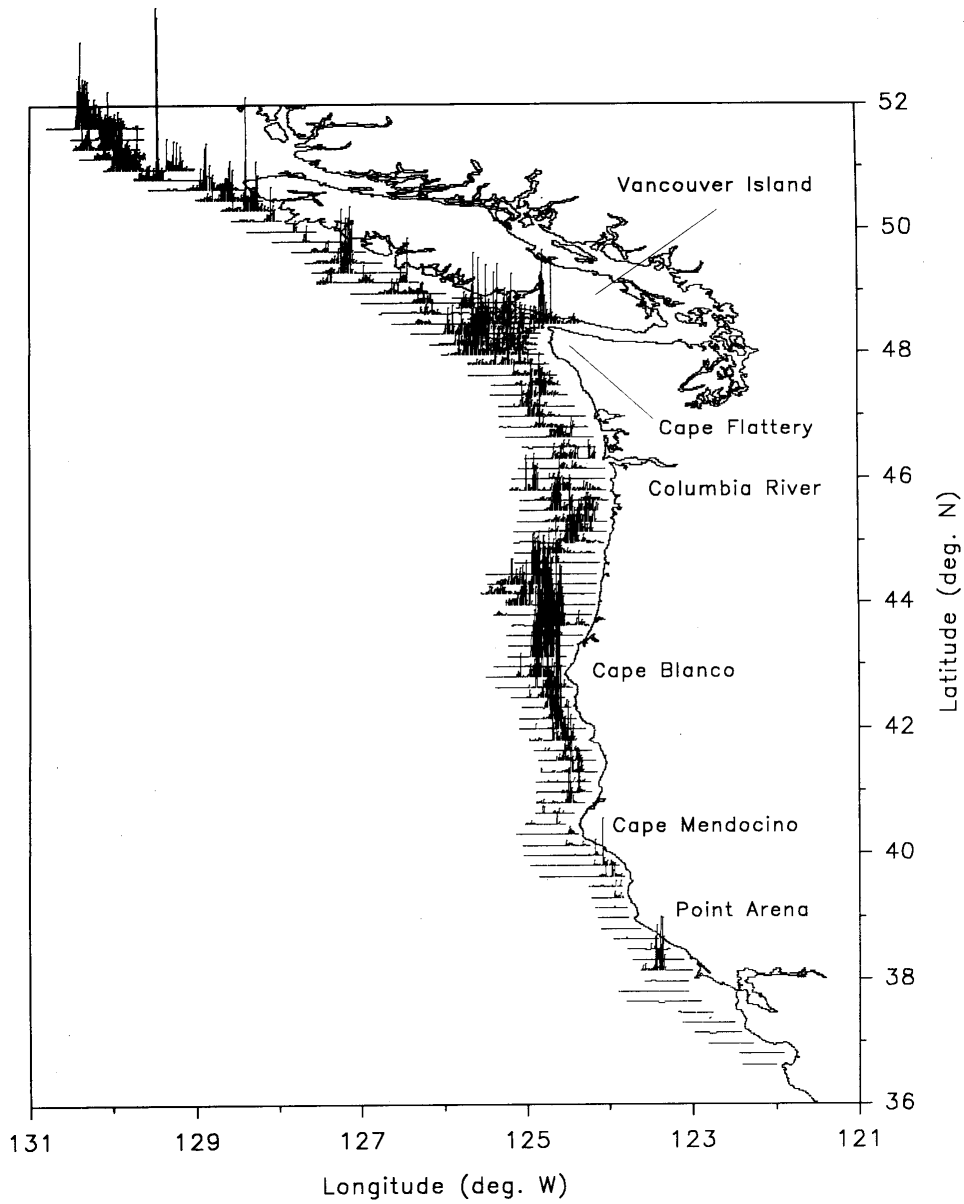 52
Vancouver Island
50
48
Cape Flattery
46
Columbia River
44
Cape Blanco
42
Cape Mendocino
40
Point Arena
38
36
Latitude (deg. N)
131
129
127
125
123
121
Longitude (deg. W)